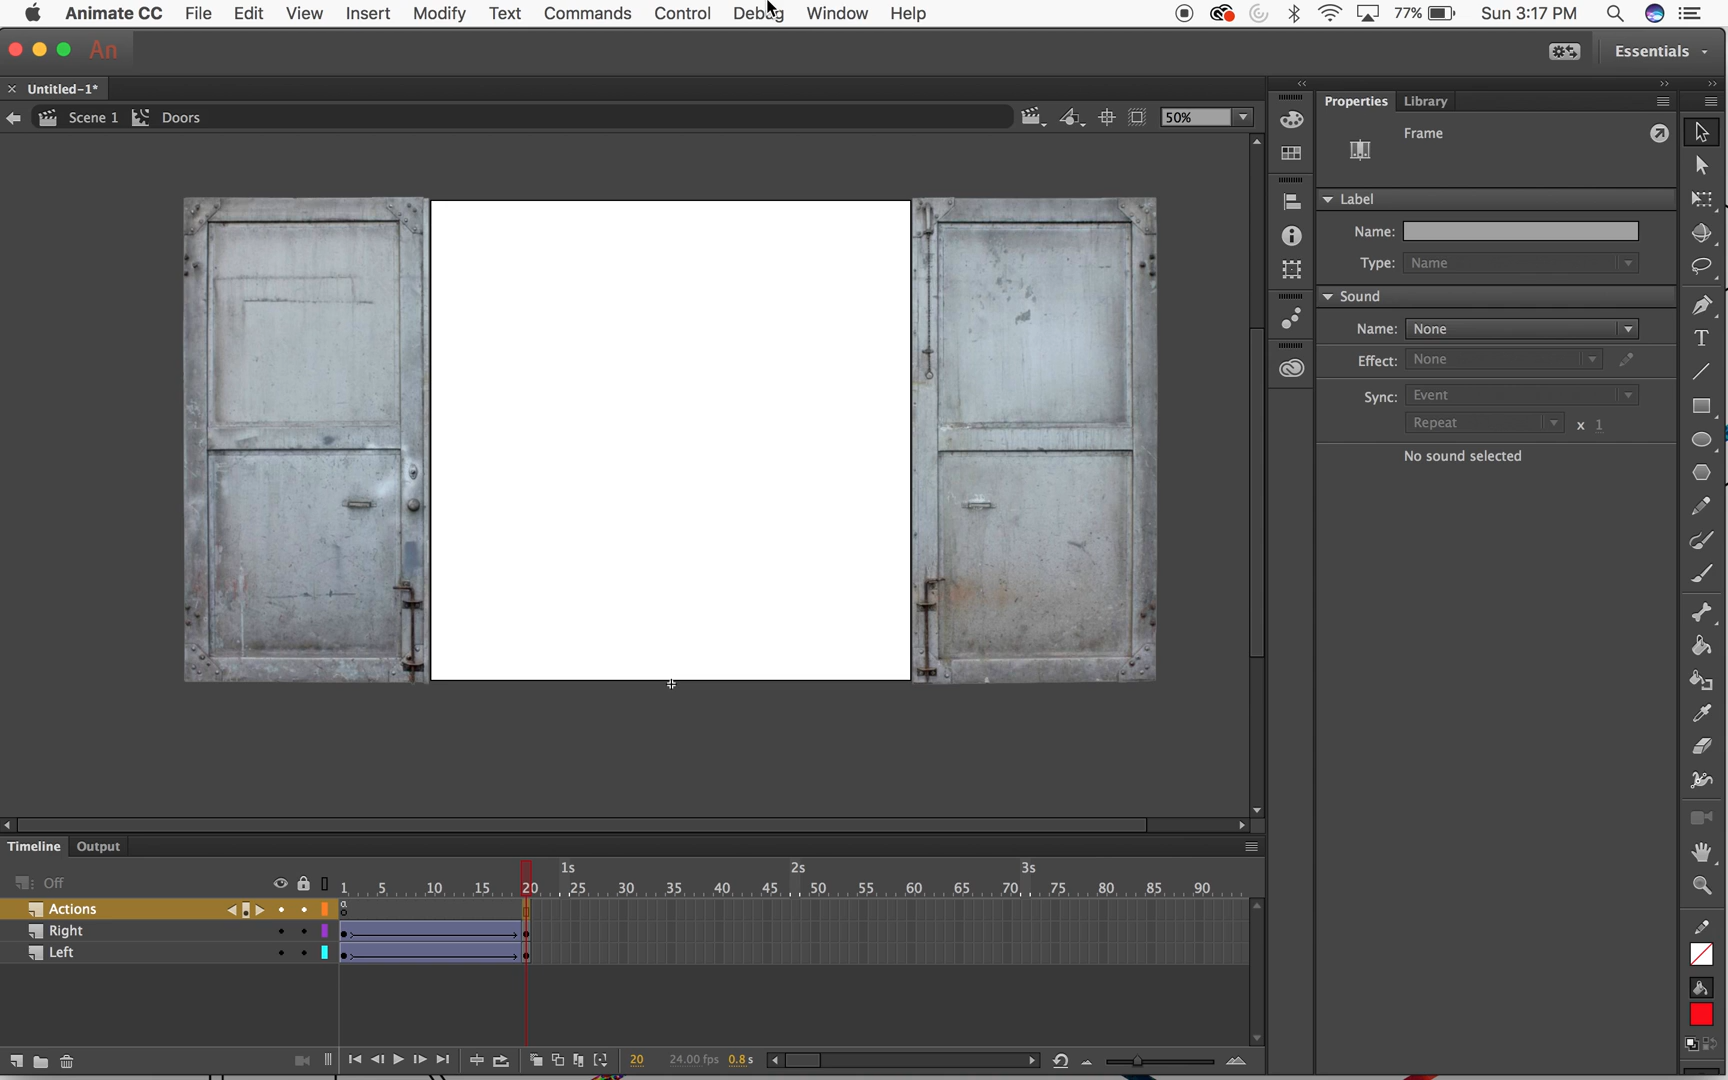 Animate CC File Edit View Insert Modify Text Commands Control Debug Window Help 77% Sun 3:17 PM
An Essentials
Untitled-1*
Scene 1 Doors 50%
Properties Library
Frame
Label
Name:
Type: Name
Sound
Name: None
Effect: None
Sync: Event
Repeat x 1
No sound selected
Timeline Output
1s 2s 3s
Off 1 5 10 15 20 25 30 35 40 45 50 55 60 65 70 75 80 85 90
Actions a
Right
Left
20 24.00 fps 0.8 s